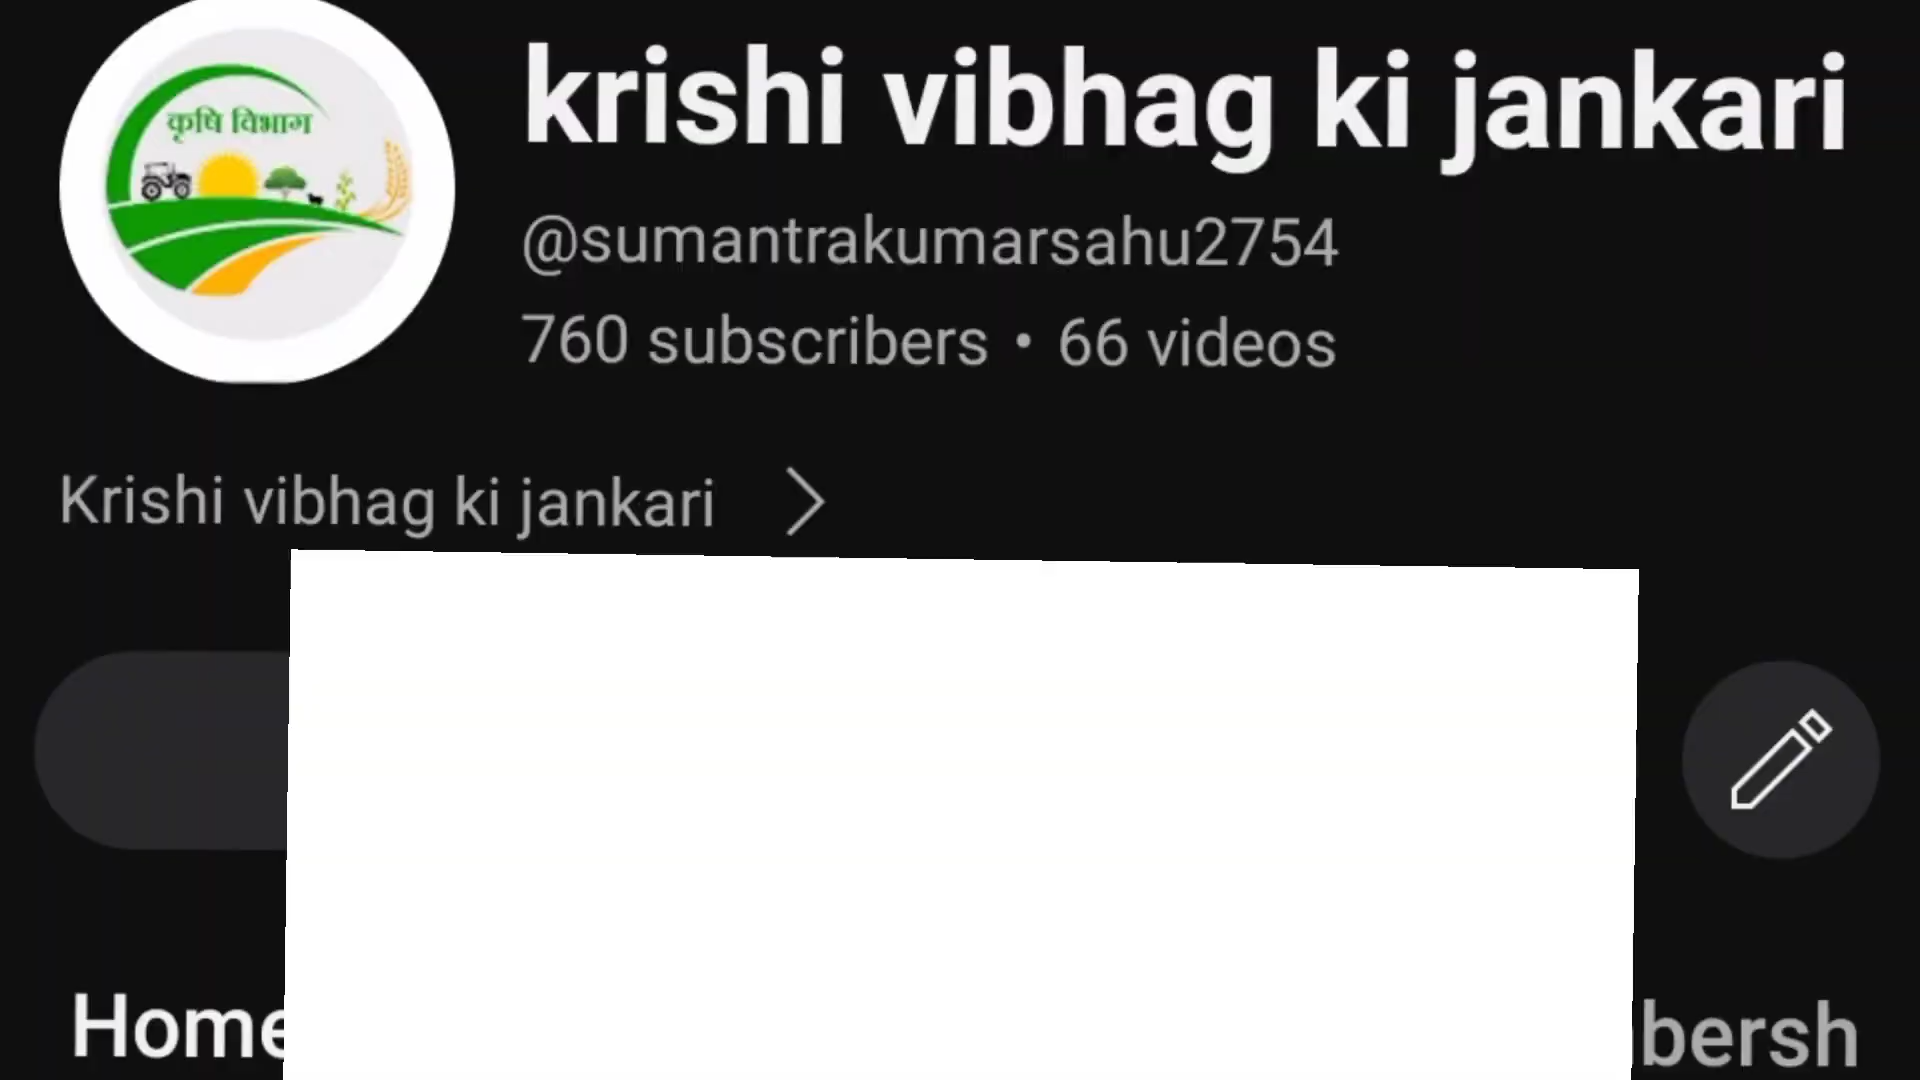 कृषि विभाग
krishi vibhag ki jankari
@sumantrakumarsahu2754
760 subscribers • 66 videos
Krishi vibhag ki jankari
Home
bersh